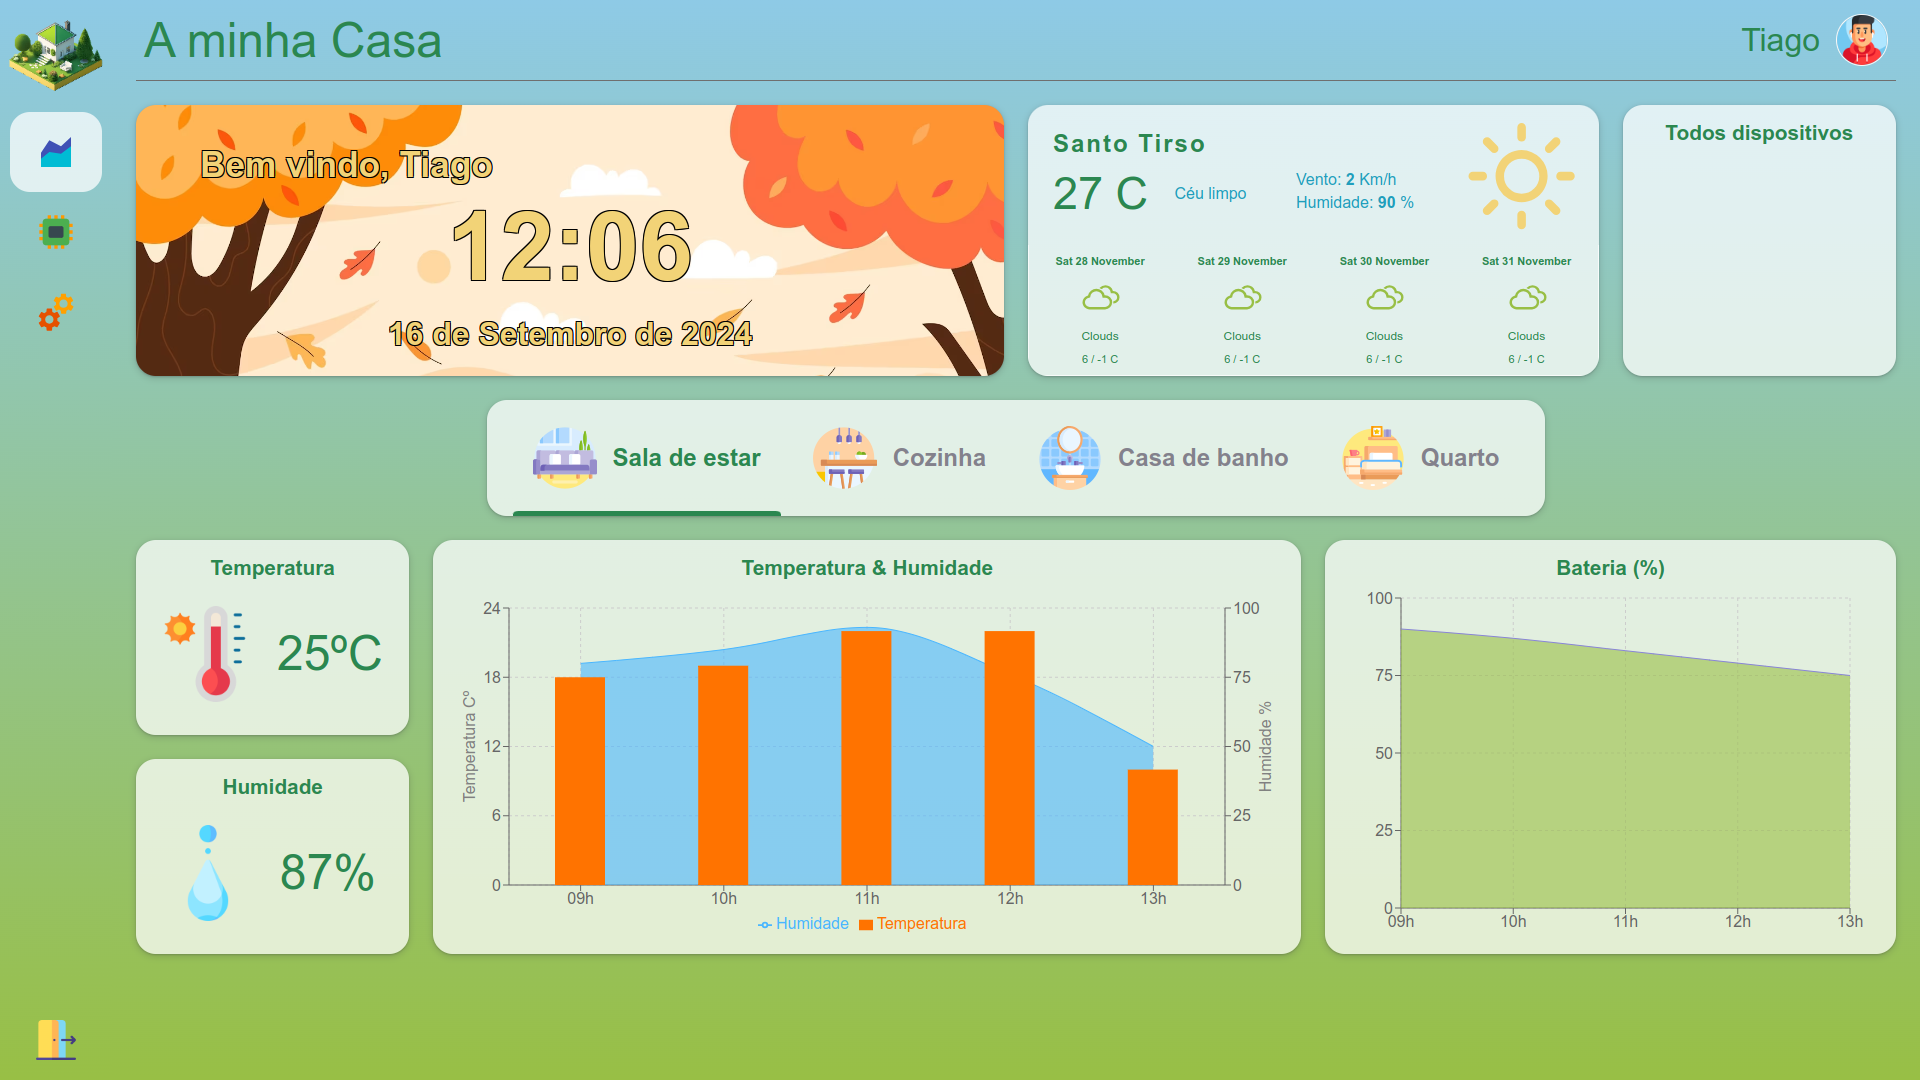 A minha Casa
Tiago
Bem vindo, Tiago
12:06
16 de Setembro de 2024
Santo Tirso
27 C
Céu limpo
Vento: 2 Km/h
Humidade: 90 %
Sat 28 November
Sat 29 November
Sat 30 November
Sat 31 November
Clouds
Clouds
Clouds
Clouds
6 / -1 C
6 / -1 C
6 / -1 C
6 / -1 C
Todos dispositivos
Sala de estar
Cozinha
Casa de banho
Quarto
Temperatura
25ºC
Humidade
87%
Temperatura & Humidade
24
18
12
6
0
Temperatura Cº
100
75
50
25
0
Humidade %
09h
10h
11h
12h
13h
Humidade
Temperatura
Bateria (%)
100
75
50
25
0
09h
10h
11h
12h
13h